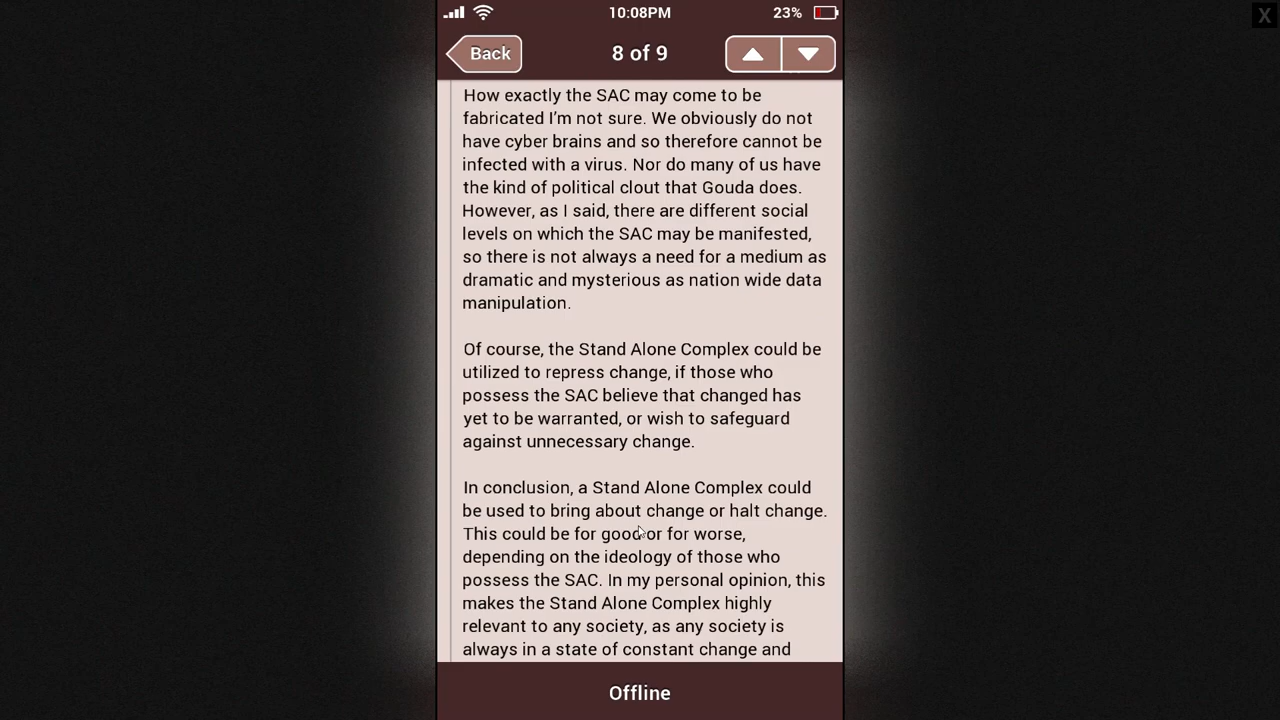 10:08PM
23%
X
Back
8 of 9
How exactly the SAC may come to be
fabricated I'm not sure. We obviously do not
have cyber brains and so therefore cannot be
infected with a virus. Nor do many of us have
the kind of political clout that Gouda does.
However, as I said, there are different social
levels on which the SAC may be manifested,
so there is not always a need for a medium as
dramatic and mysterious as nation wide data
manipulation.
Of course, the Stand Alone Complex could be
utilized to repress change, if those who
possess the SAC believe that changed has
yet to be warranted, or wish to safeguard
against unnecessary change.
In conclusion, a Stand Alone Complex could
be used to bring about change or halt change.
This could be for good or for worse,
depending on the ideology of those who
possess the SAC. In my personal opinion, this
makes the Stand Alone Complex highly
relevant to any society, as any society is
always in a state of constant change and
Offline